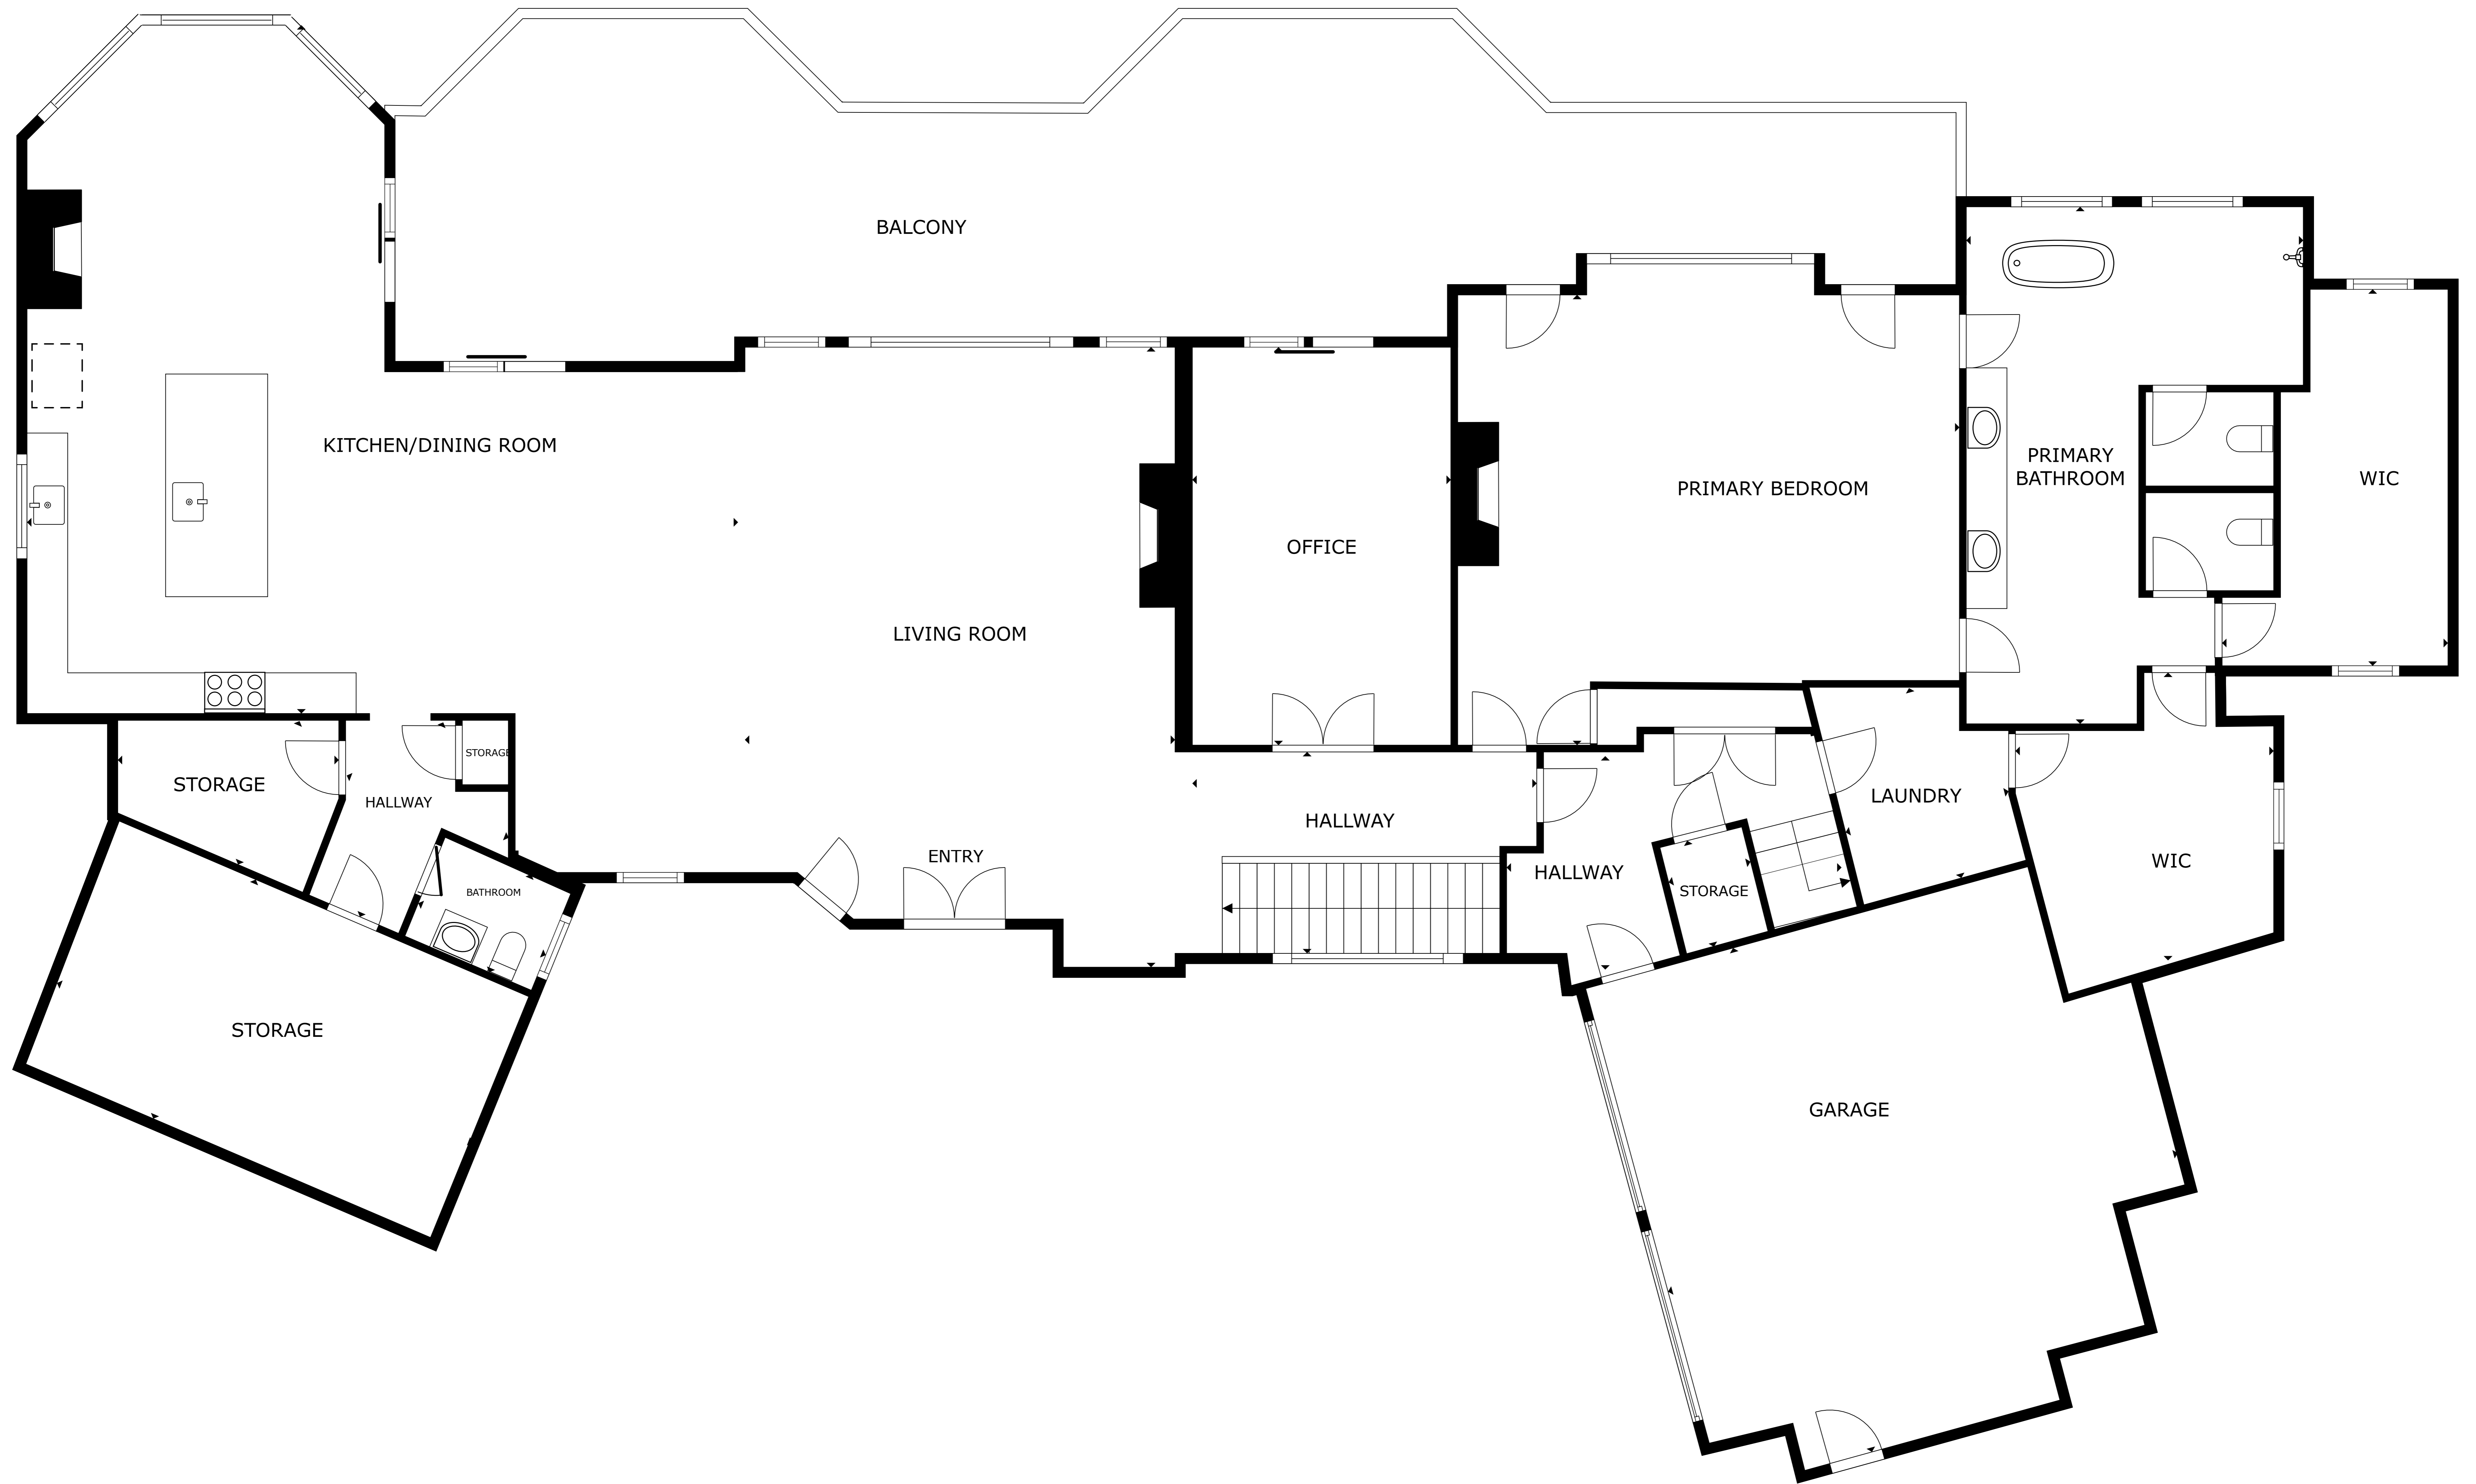 BALCONY
KITCHEN/DINING ROOM
PRIMARY
BATHROOM
WIC
PRIMARY BEDROOM
OFFICE
LIVING ROOM
STORAGE
STORAGE
HALLWAY
LAUNDRY
HALLWAY
ENTRY
WIC
HALLWAY
STORAGE
BATHROOM
STORAGE
GARAGE